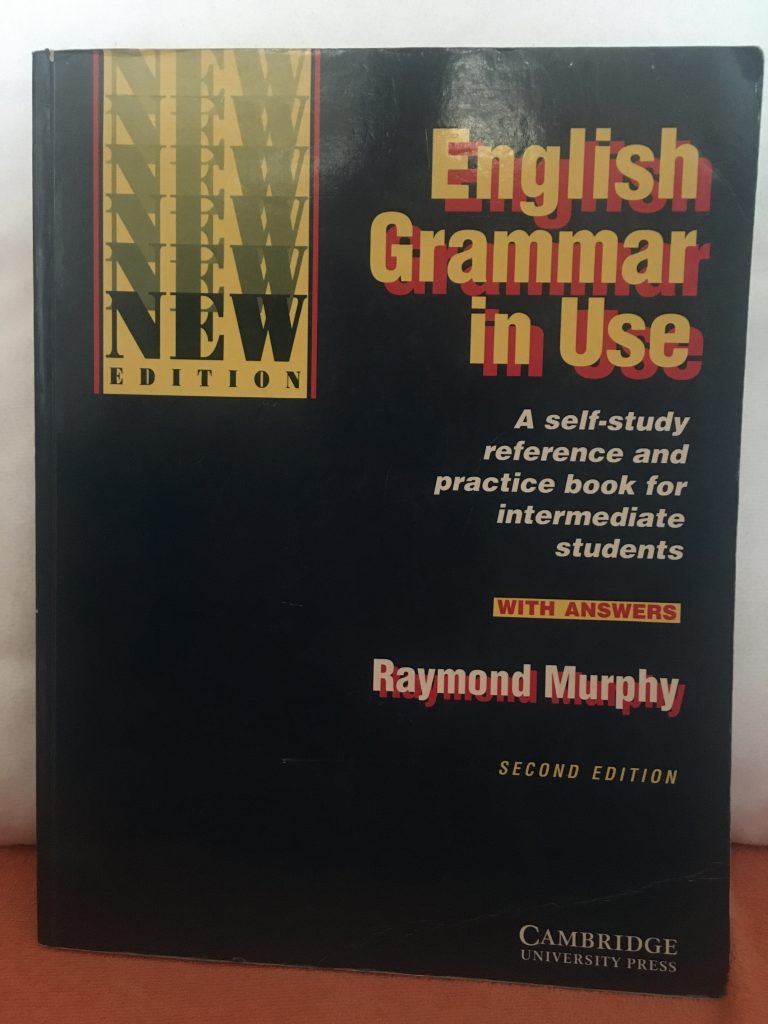 NEW
NEW
NEW
NEW
NEW
NEW
EDITION
English
Grammar
in Use
A self-study
reference and
practice book for
intermediate
students
WITH ANSWERS
Raymond Murphy
SECOND EDITION
CAMBRIDGE
UNIVERSITY PRESS